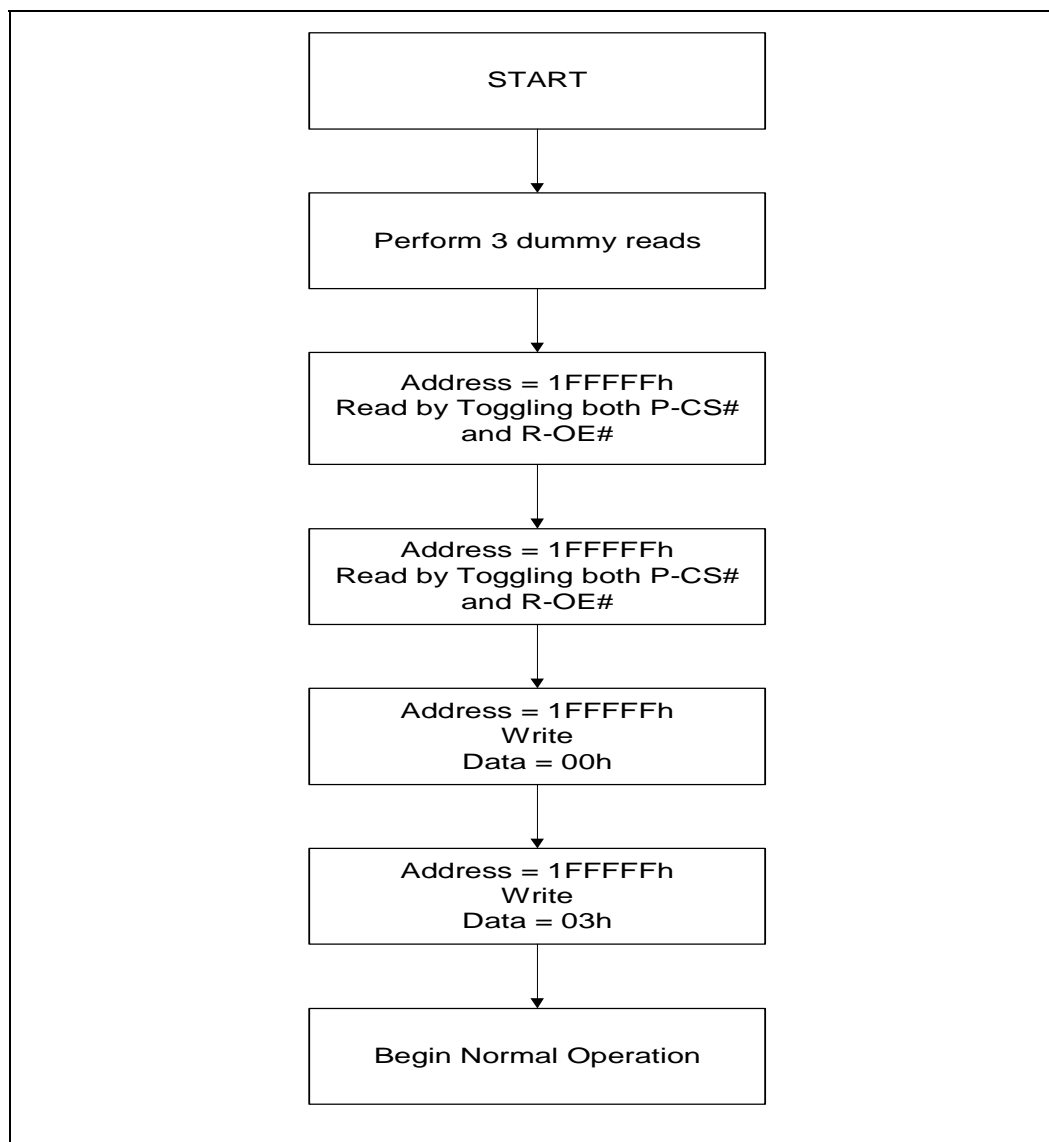 START
Perform 3 dummy reads
Address = 1FFFFFh
Read by Toggling both P-CS#
and R-OE#
Address = 1FFFFFh
Read by Toggling both P-CS#
and R-OE#
Address = 1FFFFFh
Write
Data = 00h
Address = 1FFFFFh
Write
Data = 03h
Begin Normal Operation